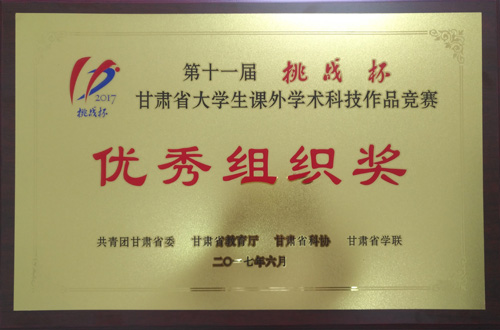 2017
挑战杯
第十一届 挑战杯
甘肃省大学生课外学术科技作品竞赛
优秀组织奖
共青团甘肃省委 甘肃省教育厅 甘肃省科协 甘肃省学联
二〇一七年六月